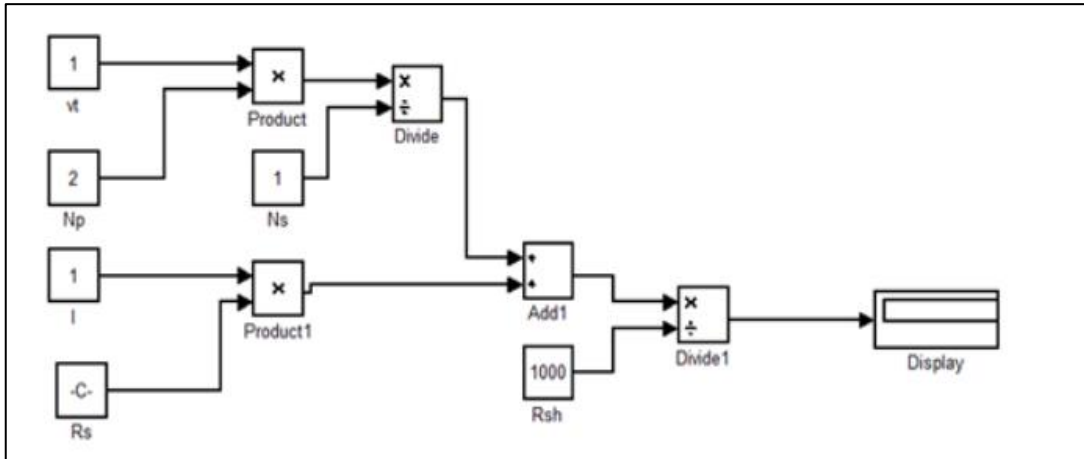 1
vt
×
Product
×
÷
Divide
2
Np
1
Ns
1
I
×
Product1
+
+
Add1
×
÷
Divide1
Display
-C-
Rs
1000
Rsh